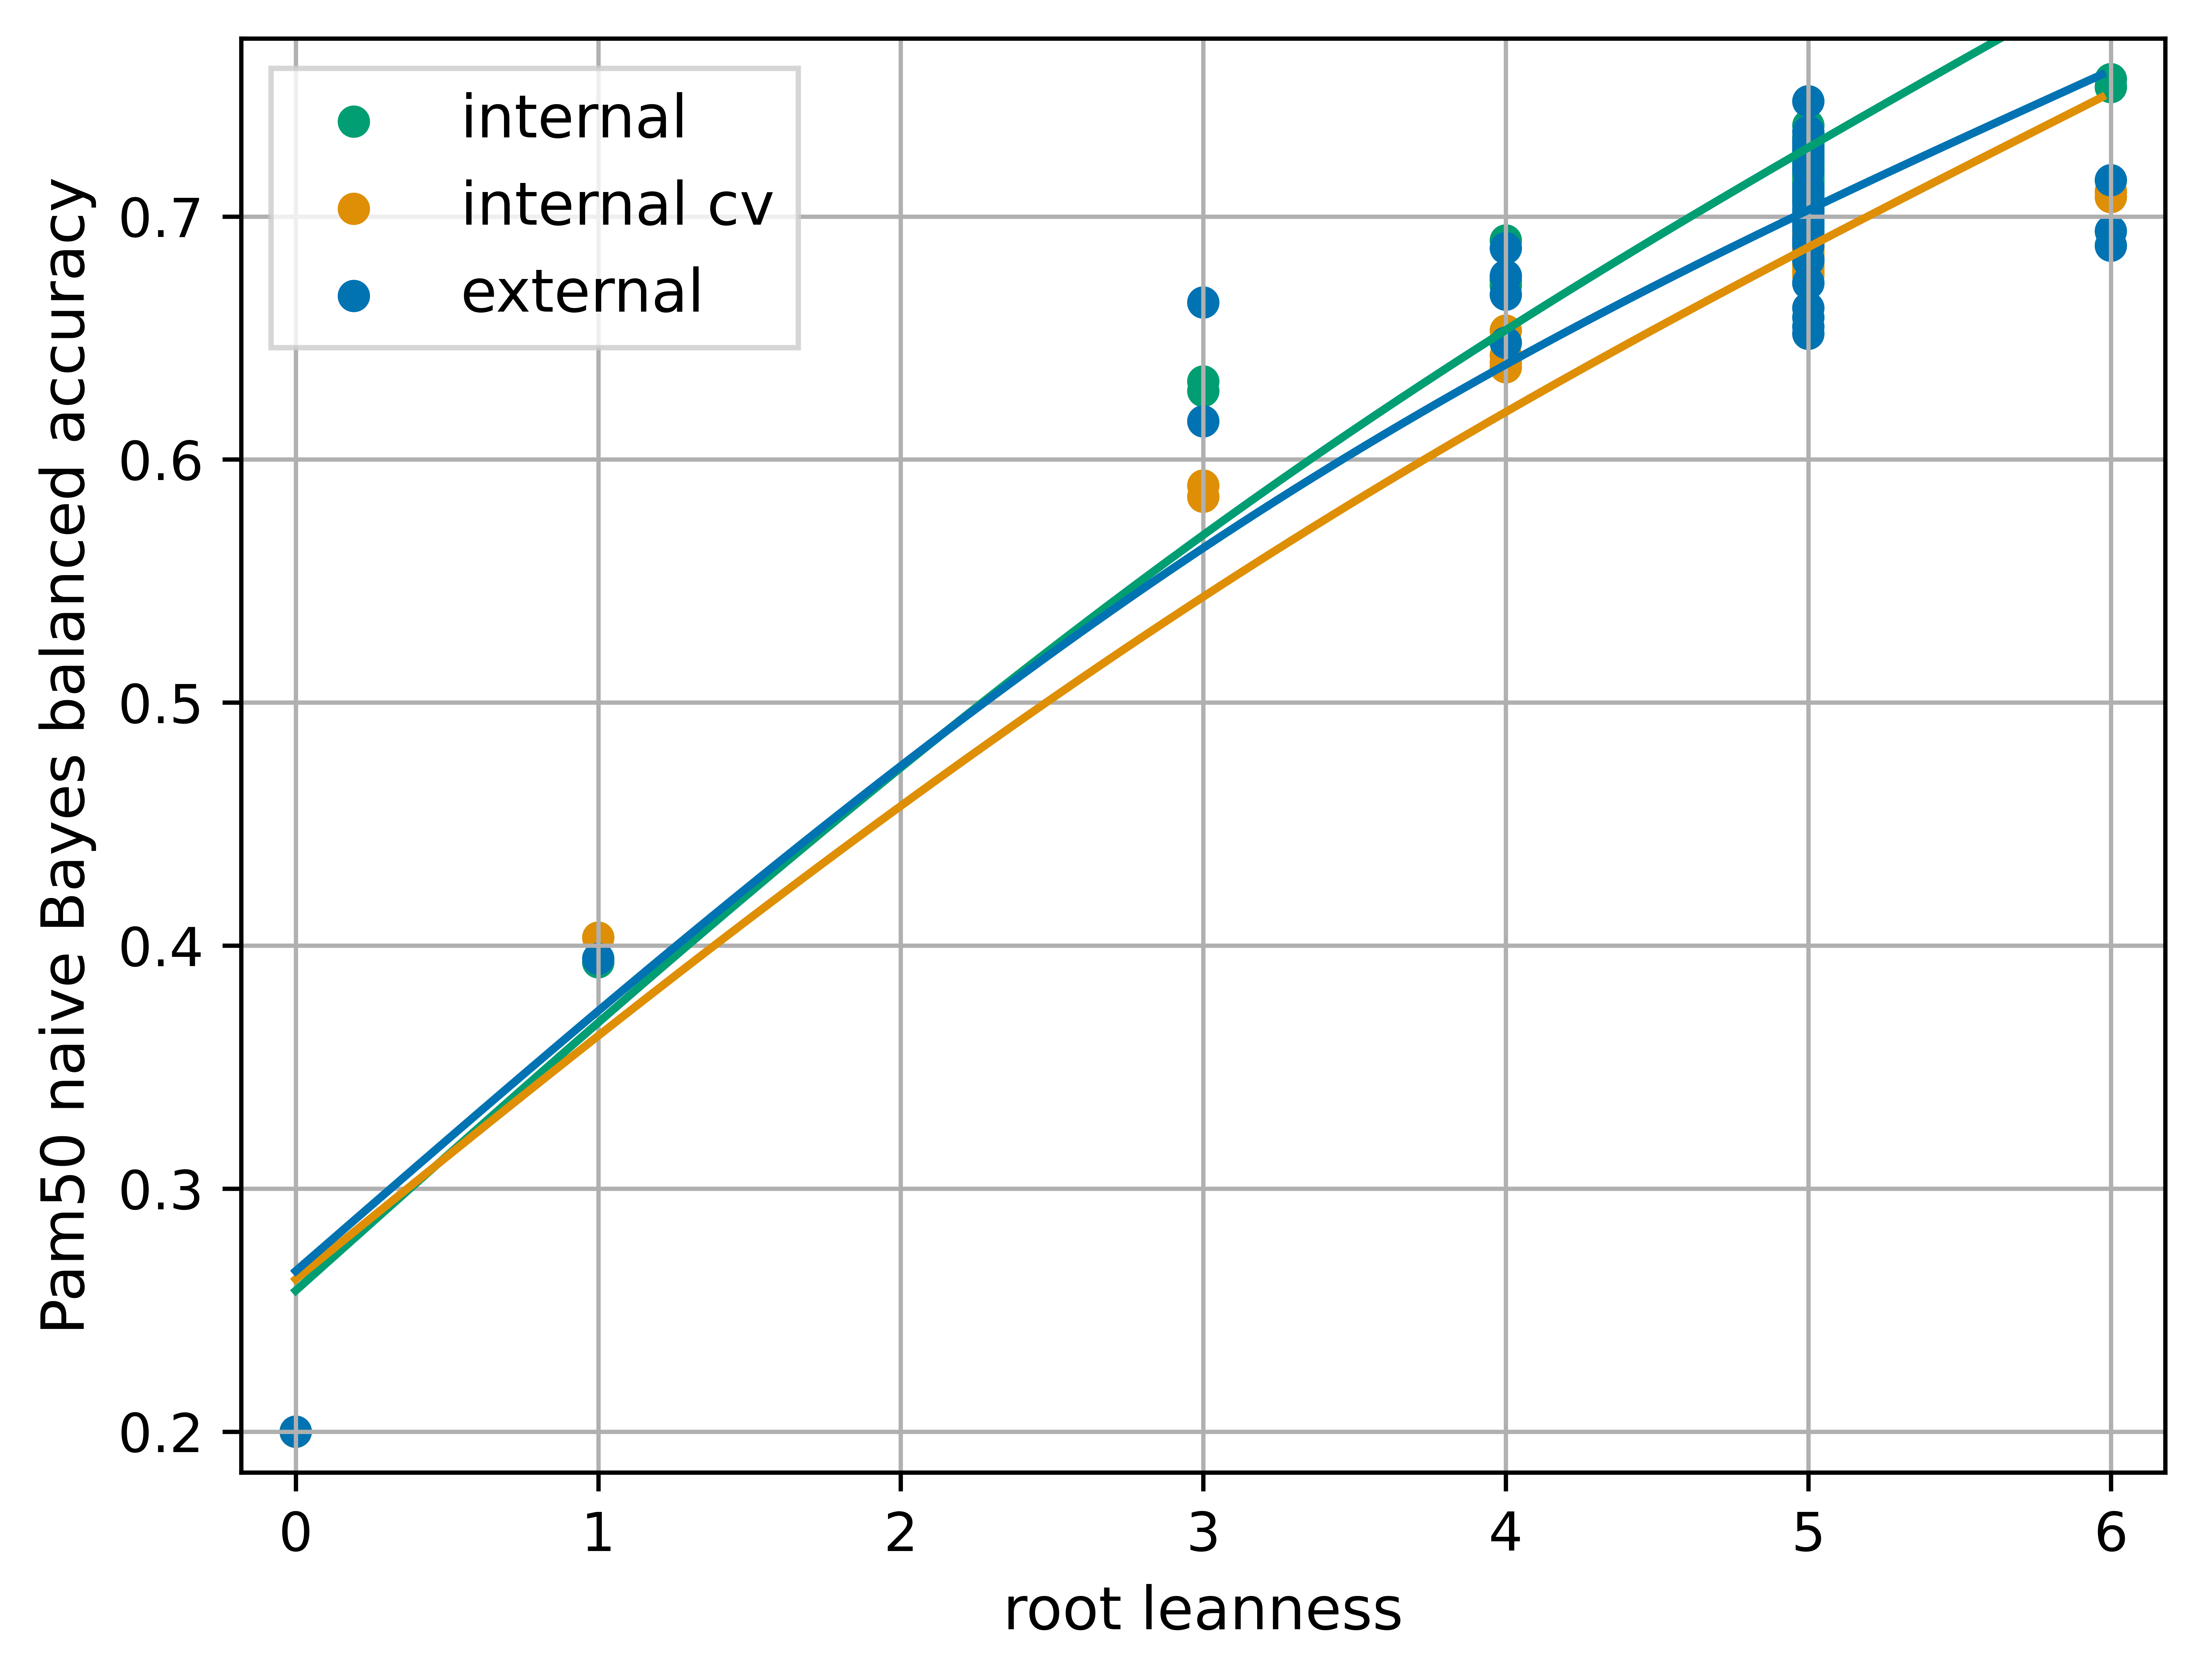 internal
internal cv
external
Pam50 naive Bayes balanced accuracy
0.7
0.6
0.5
0.4
0.3
0.2
0 1 2 3 4 5 6
root leanness